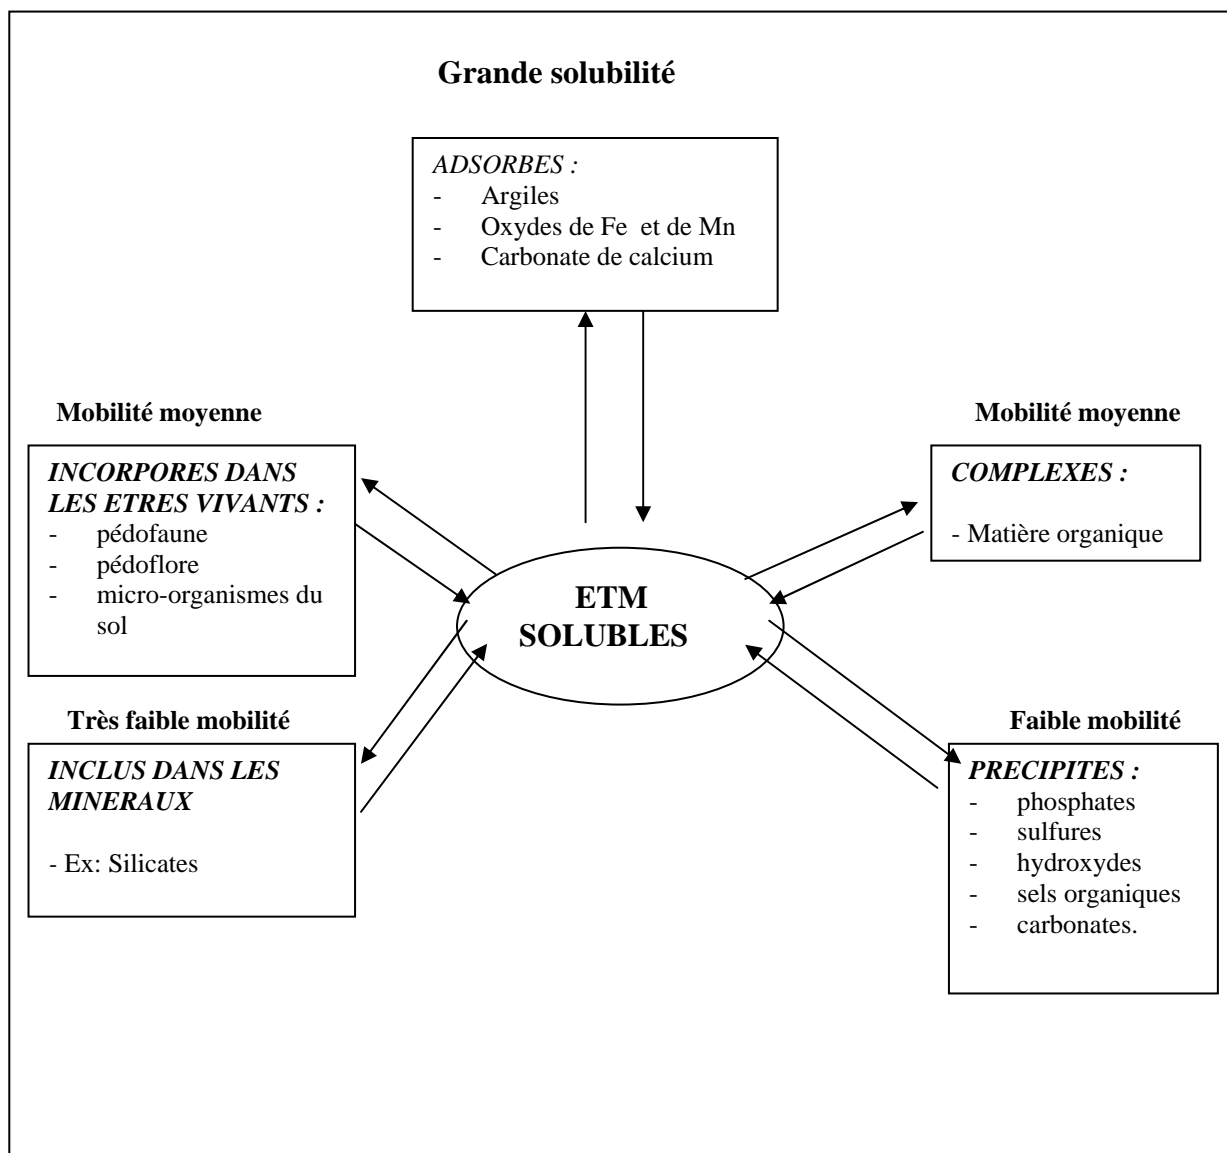 Grande solubilité
ADSORBES :
- Argiles
- Oxydes de Fe et de Mn
- Carbonate de calcium
Mobilité moyenne
INCORPORES DANS
LES ETRES VIVANTS :
- pédofaune
- pédoflore
- micro-organismes du
sol
Mobilité moyenne
COMPLEXES :
- Matière organique
ETM
SOLUBLES
Très faible mobilité
INCLUS DANS LES
MINERAUX
- Ex: Silicates
Faible mobilité
PRECIPITES :
- phosphates
- sulfures
- hydroxydes
- sels organiques
- carbonates.